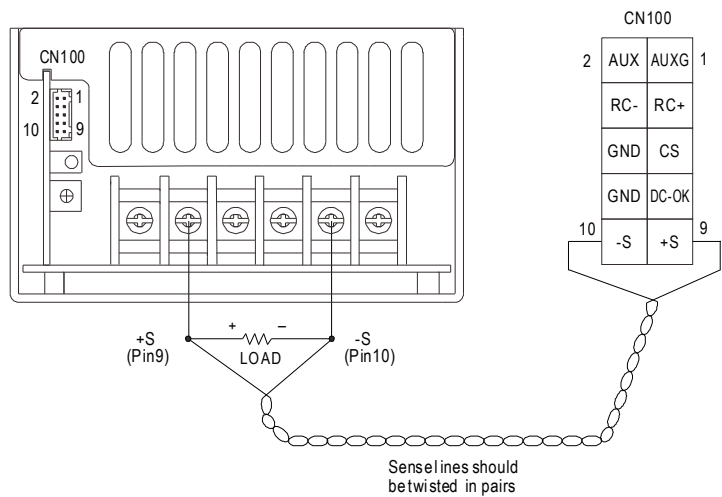 CN100
2 AUX AUXG 1
RC- RC+
GND CS
GND DC-OK
10 -S +S 9
CN100
2 1
10 9
+ –
+S
(Pin9)
LOAD
-S
(Pin10)
Sense lines should
be twisted in pairs